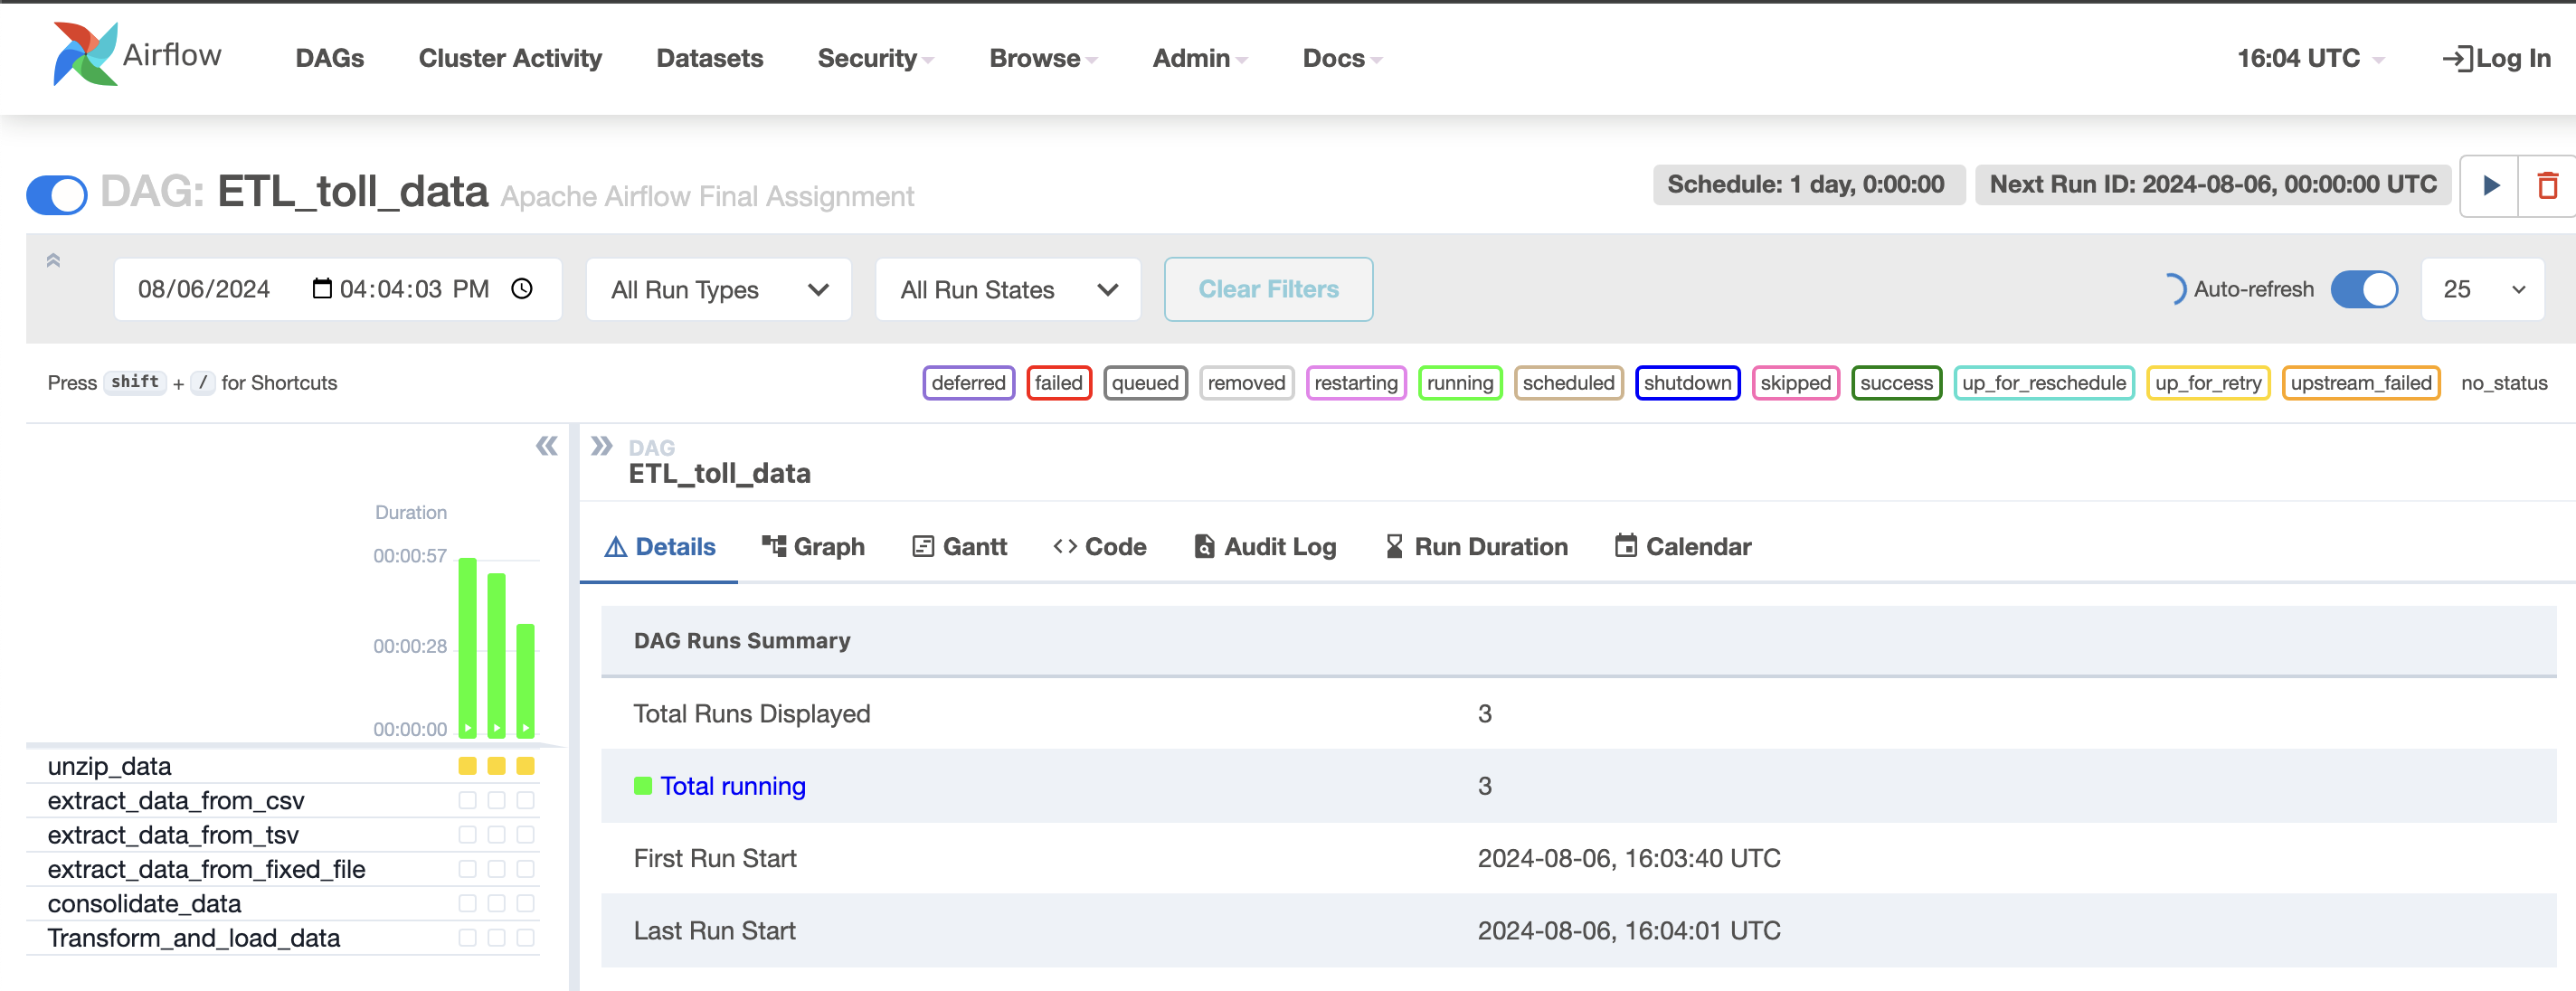 Airflow DAGs Cluster Activity Datasets Security Browse Admin Docs 16:04 UTC Log In
DAG: ETL_toll_data Apache Airflow Final Assignment Schedule: 1 day, 0:00:00 Next Run ID: 2024-08-06, 00:00:00 UTC
08/06/2024 04:04:03 PM All Run Types All Run States Clear Filters Auto-refresh 25
Press shift + / for Shortcuts deferred failed queued removed restarting running scheduled shutdown skipped success up_for_reschedule up_for_retry upstream_failed no_status
DAG
ETL_toll_data
Duration
00:00:57
00:00:28
00:00:00
unzip_data
extract_data_from_csv
extract_data_from_tsv
extract_data_from_fixed_file
consolidate_data
Transform_and_load_data
Details Graph Gantt Code Audit Log Run Duration Calendar
DAG Runs Summary
Total Runs Displayed 3
Total running 3
First Run Start 2024-08-06, 16:03:40 UTC
Last Run Start 2024-08-06, 16:04:01 UTC